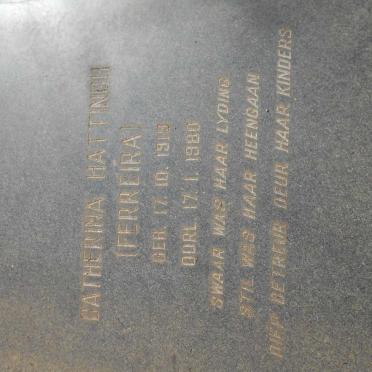 CATHERINA HATTINGH
(FERREIRA)
GEB. 17. 10. 1919
OORL. 17. 1. 1980
SWAAR WAS HAAR LYDING
STIL WAS HAAR HEENGAAN
DIEP BETREUR DEUR HAAR KINDERS